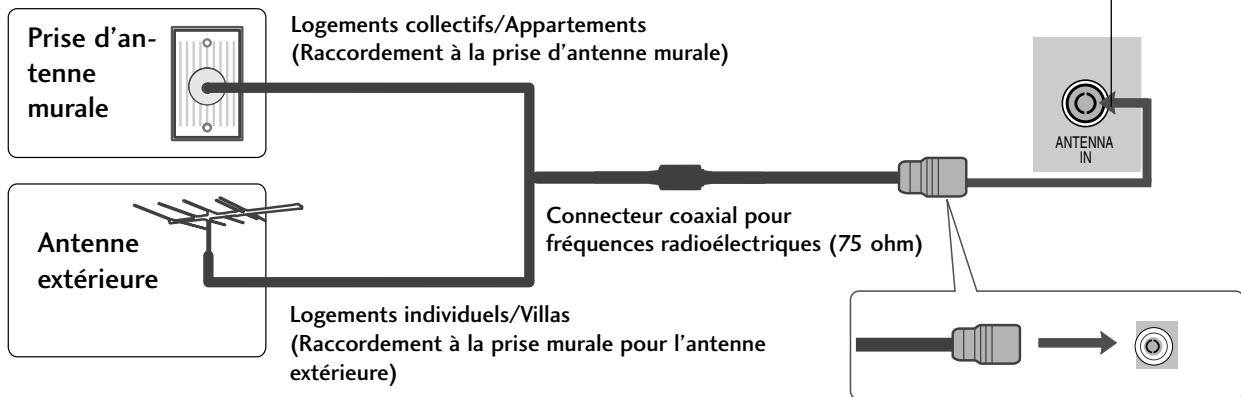 Prise d'an-
tenne
murale
Logements collectifs/Appartements
(Raccordement à la prise d'antenne murale)
ANTENNA
IN
Antenne
extérieure
Connecteur coaxial pour
fréquences radioélectriques (75 ohm)
Logements individuels/Villas
(Raccordement à la prise murale pour l'antenne
extérieure)